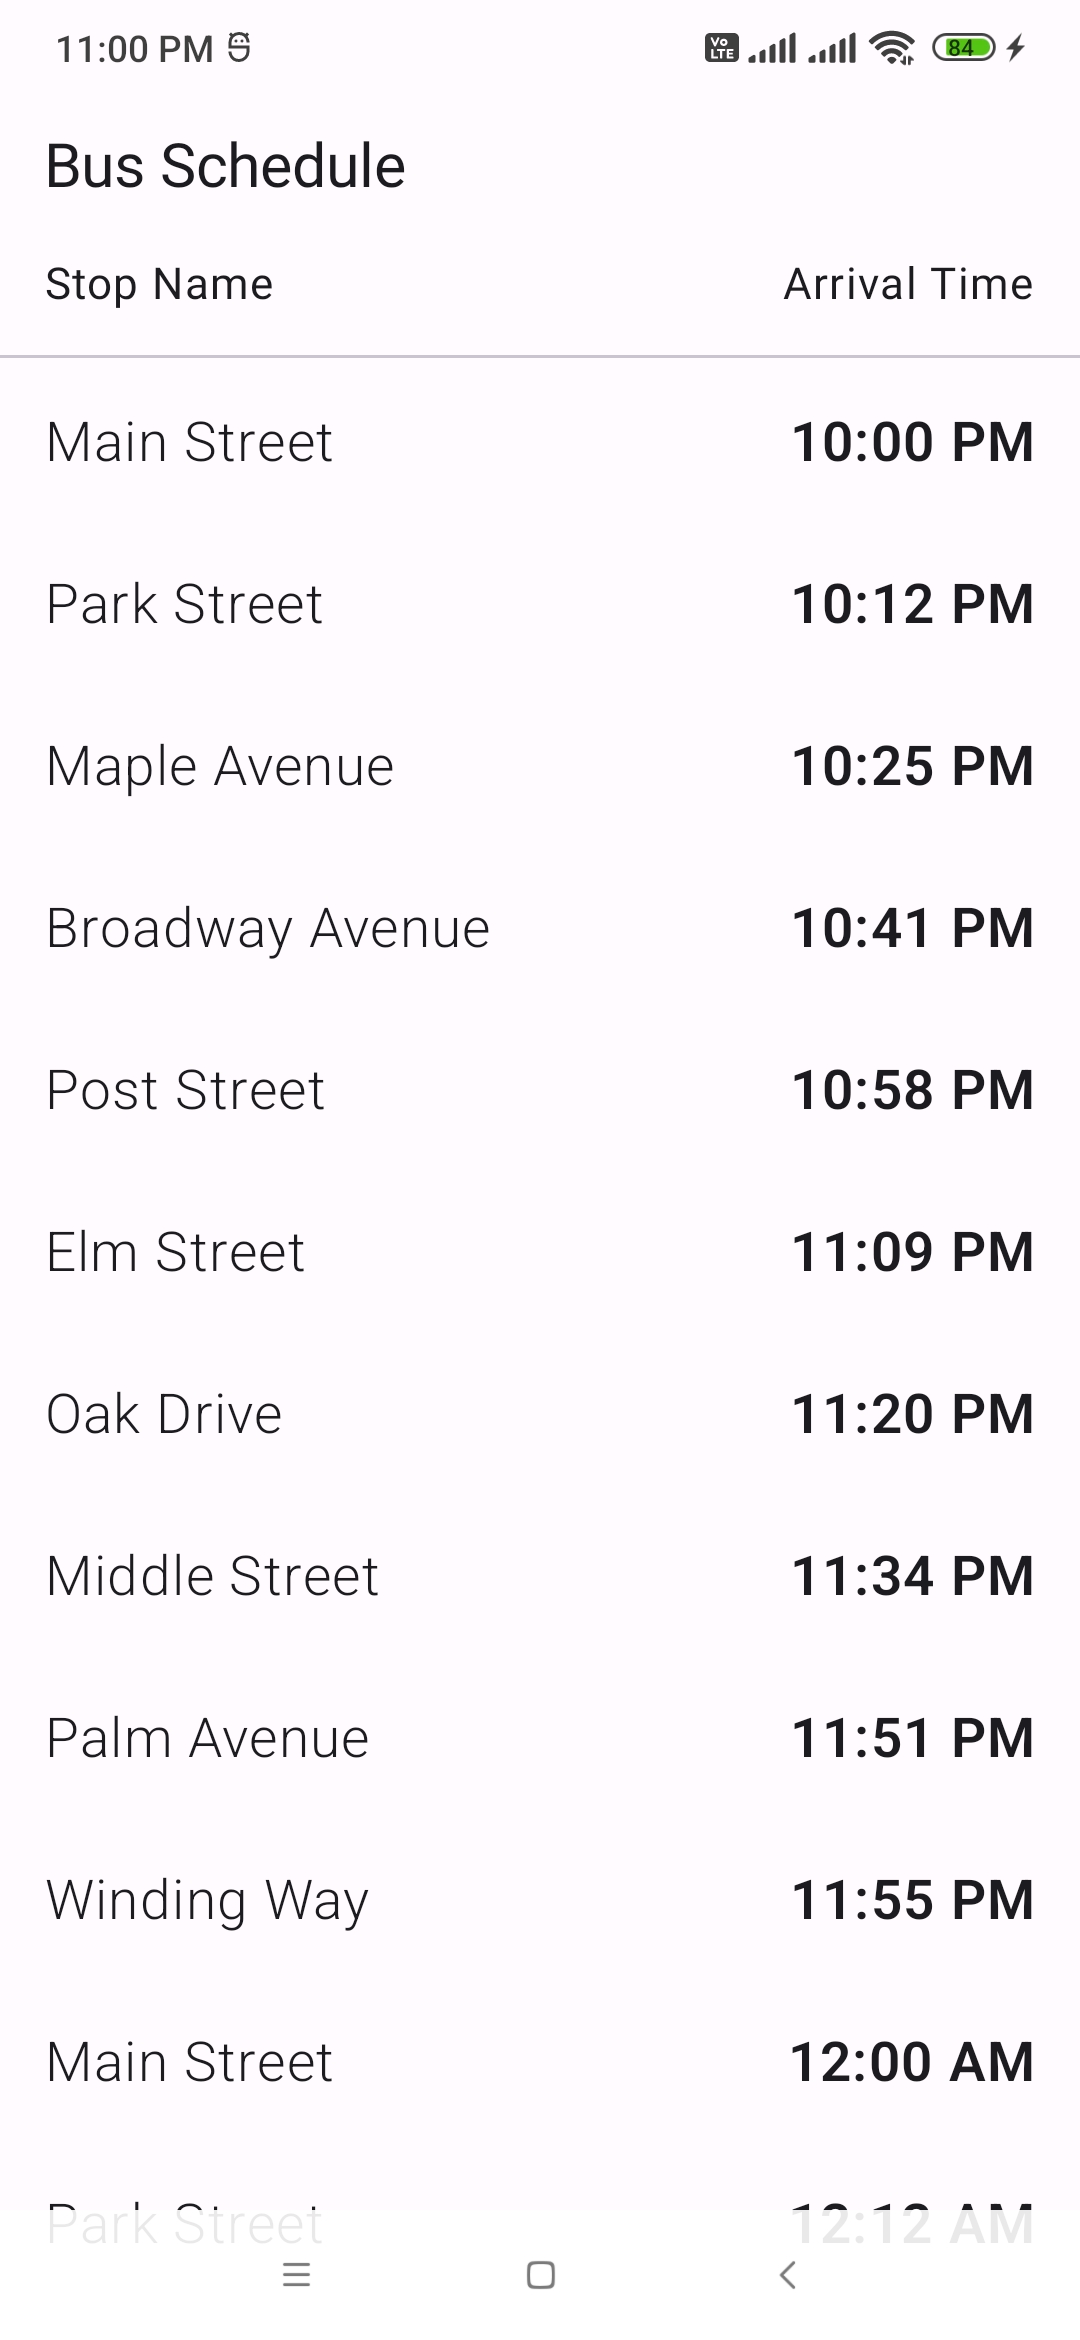 11:00 PM
Vo LTE 84
Bus Schedule
Stop Name Arrival Time
Main Street 10:00 PM
Park Street 10:12 PM
Maple Avenue 10:25 PM
Broadway Avenue 10:41 PM
Post Street 10:58 PM
Elm Street 11:09 PM
Oak Drive 11:20 PM
Middle Street 11:34 PM
Palm Avenue 11:51 PM
Winding Way 11:55 PM
Main Street 12:00 AM
Park Street 12:12 AM